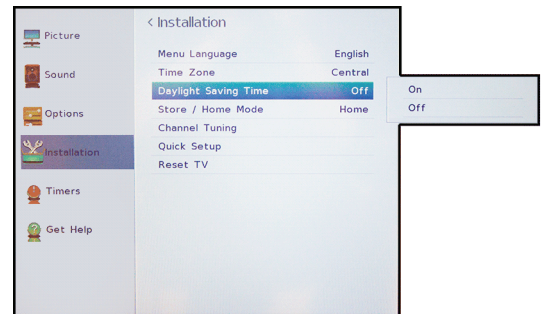 Picture
Sound
Options
Installation
Timers
Get Help
< Installation
Menu Language English
Time Zone Central
Daylight Saving Time Off
Store / Home Mode Home
Channel Tuning
Quick Setup
Reset TV
On
Off